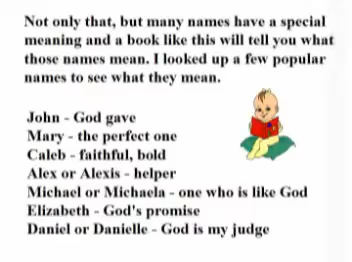 Not only that, but many names have a special
meaning and a book like this will tell you what
those names mean. I looked up a few popular
names to see what they mean.
John - God gave
Mary - the perfect one
Caleb - faithful, bold
Alex or Alexis - helper
Michael or Michaela - one who is like God
Elizabeth - God's promise
Daniel or Danielle - God is my judge